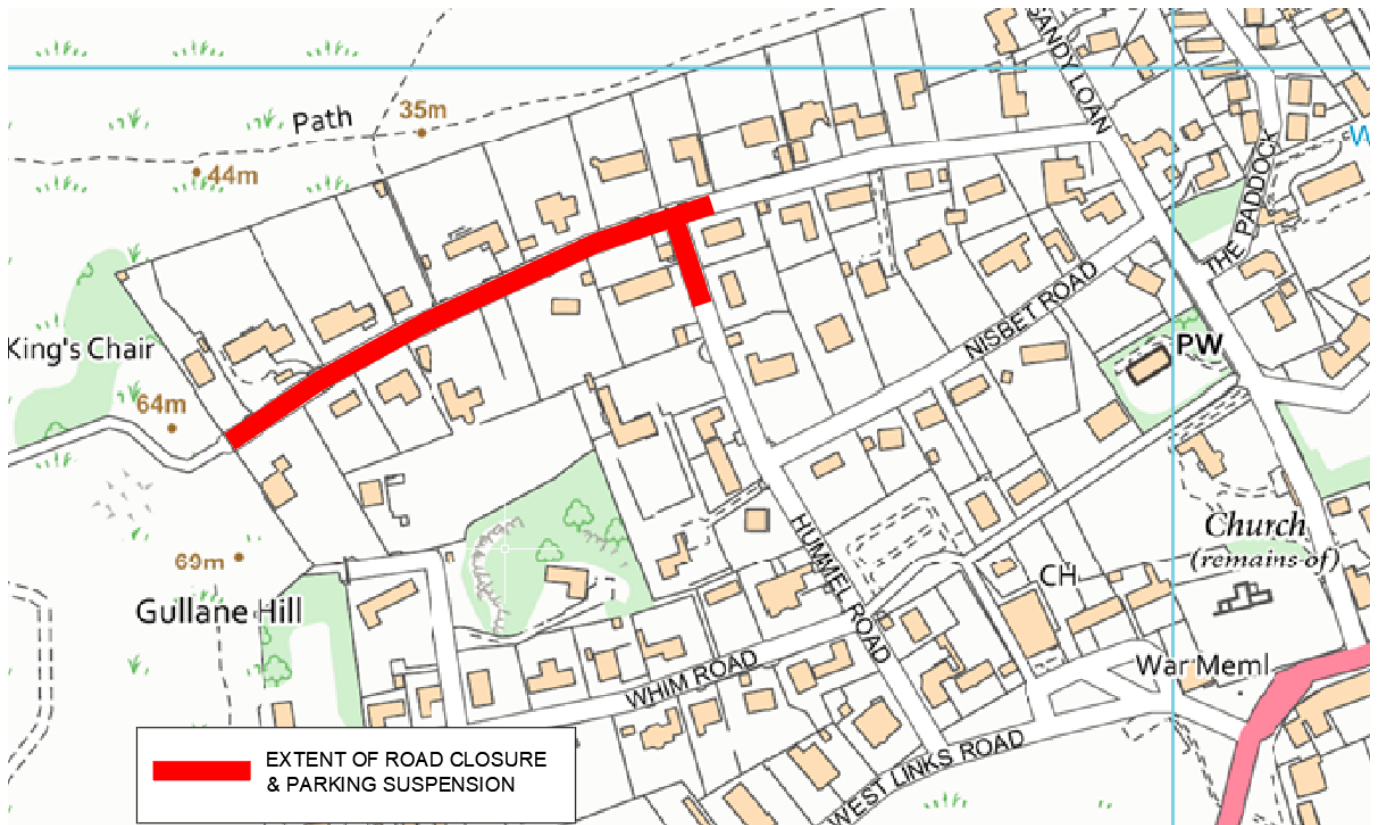 SANDY LOAN
35m
Path
44m
W
THE PADDOCK
NISBET ROAD
King's Chair
PW
64m
HUMMEL ROAD
Church
(remains of)
69m
CH
Gullane Hill
WHIM ROAD
War Meml
WEST LINKS ROAD
EXTENT OF ROAD CLOSURE
& PARKING SUSPENSION